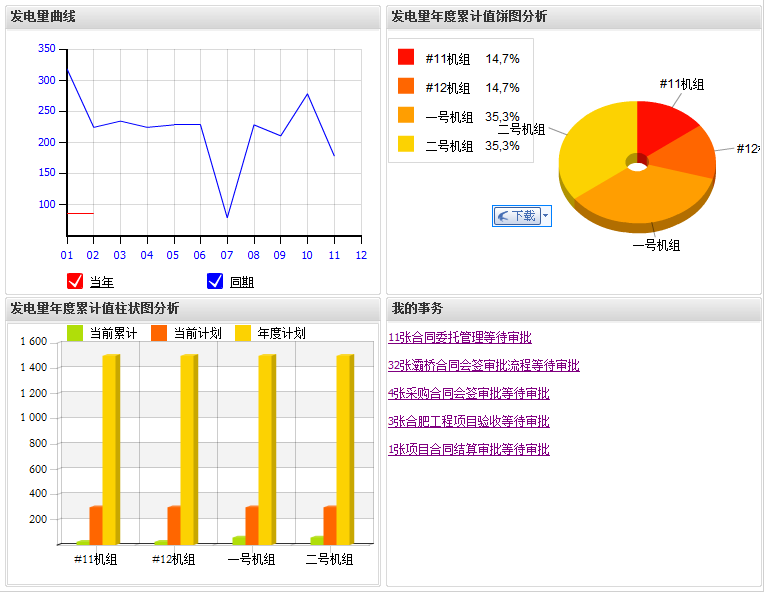 发电量曲线
350
300
250
200
150
100
01 02 03 04 05 06 07 08 09 10 11 12
当年 同期
发电量年度累计值饼图分析
#11机组 14,7%
#12机组 14,7%
一号机组 35,3%
二号机组 35,3%
#11机组
二号机组
#12
一号机组
下载
发电量年度累计值柱状图分析
当前累计 当前计划 年度计划
1 600
1 400
1 200
1 000
800
600
400
200
#11机组 #12机组 一号机组 二号机组
我的事务
11张合同委托管理等待审批
32张灞桥合同会签审批流程等待审批
4张采购合同会签审批等待审批
3张合肥工程项目验收等待审批
1张项目合同结算审批等待审批